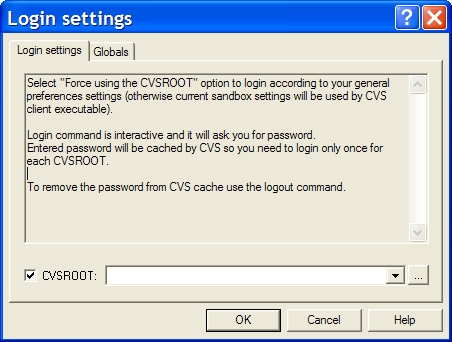 Login settings
Login settings
Globals
Select "Force using the CVSROOT" option to login according to your general
preferences settings (otherwise current sandbox settings will be used by CVS
client executable).
Login command is interactive and it will ask you for password.
Entered password will be cached by CVS so you need to login only once for
each CVSROOT.
To remove the password from CVS cache use the logout command.
CVSROOT:
...
OK
Cancel
Help